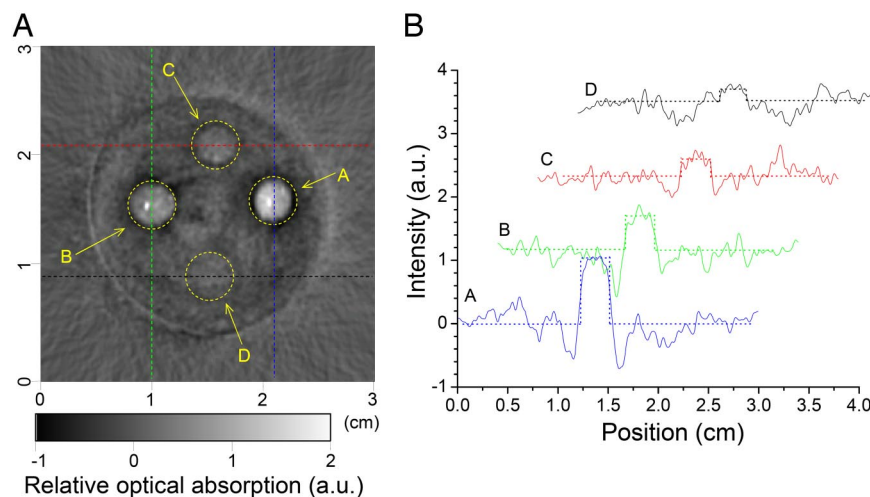 A
3
2
1
0
0
1
2
3
C
A
B
D
(cm)
-1
0
1
2
Relative optical absorption (a.u.)
B
4
3
2
1
0
-1
Intensity (a.u.)
D
C
B
A
0.0 0.5 1.0 1.5 2.0 2.5 3.0 3.5 4.0
Position (cm)